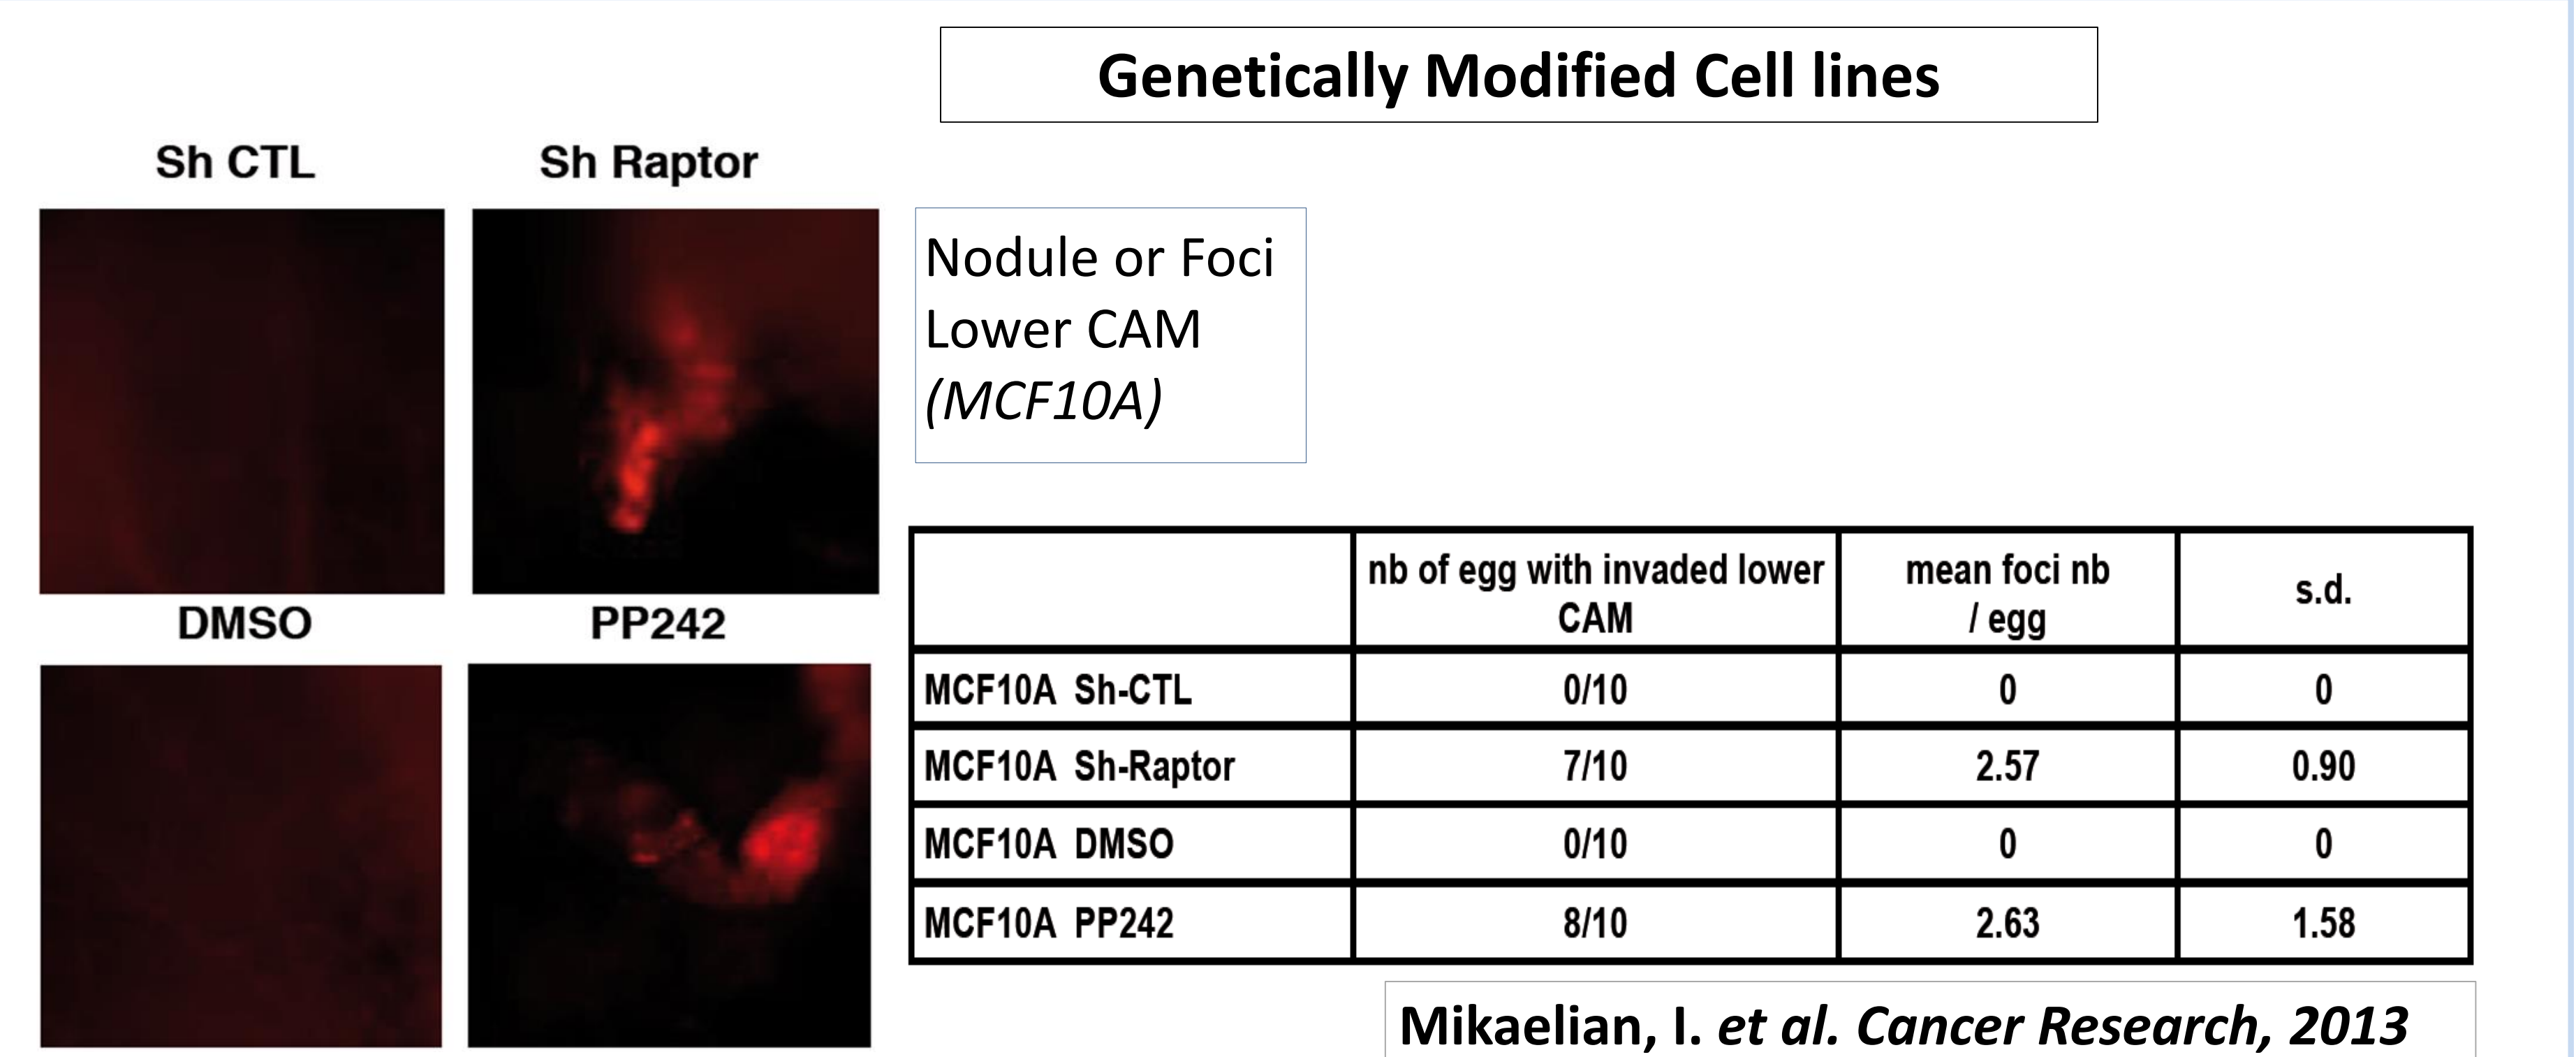 Genetically Modified Cell lines
Sh CTL
Sh Raptor
DMSO
PP242
Nodule or Foci
Lower CAM
(MCF10A)
nb of egg with invaded lower CAM
mean foci nb / egg
s.d.
MCF10A Sh-CTL 0/10 0 0
MCF10A Sh-Raptor 7/10 2.57 0.90
MCF10A DMSO 0/10 0 0
MCF10A PP242 8/10 2.63 1.58
Mikaelian, I. et al. Cancer Research, 2013